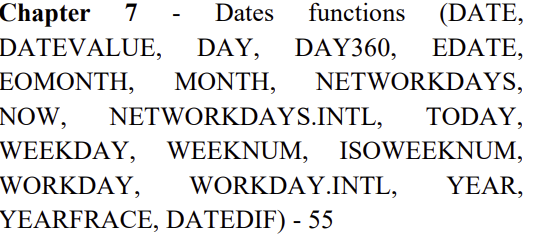 Chapter 7 - Dates functions (DATE,
DATEVALUE, DAY, DAY360, EDATE,
EOMONTH, MONTH, NETWORKDAYS,
NOW, NETWORKDAYS.INTL, TODAY,
WEEKDAY, WEEKNUM, ISOWEEKNUM,
WORKDAY, WORKDAY.INTL, YEAR,
YEARFRACE, DATEDIF) - 55